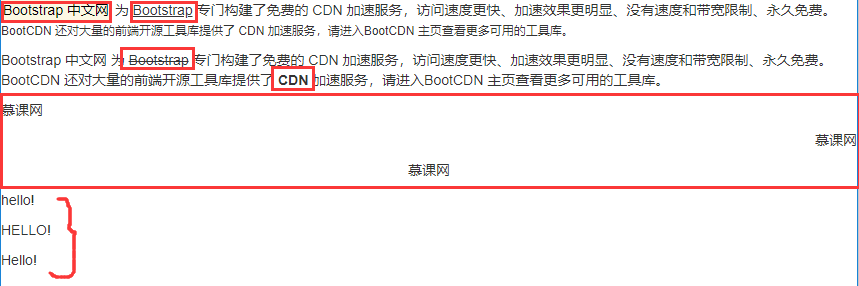 Bootstrap 中文网 为 Bootstrap 专门构建了免费的 CDN 加速服务，访问速度更快、加速效果更明显、没有速度和带宽限制、永久免费。
BootCDN 还对大量的前端开源工具库提供了 CDN 加速服务，请进入BootCDN 主页查看更多可用的工具库。
Bootstrap 中文网 为 Bootstrap 专门构建了免费的 CDN 加速服务，访问速度更快、加速效果更明显、没有速度和带宽限制、永久免费。
BootCDN 还对大量的前端开源工具库提供了 CDN 加速服务，请进入BootCDN 主页查看更多可用的工具库。
慕课网
慕课网
慕课网
hello!
HELLO!
Hello!